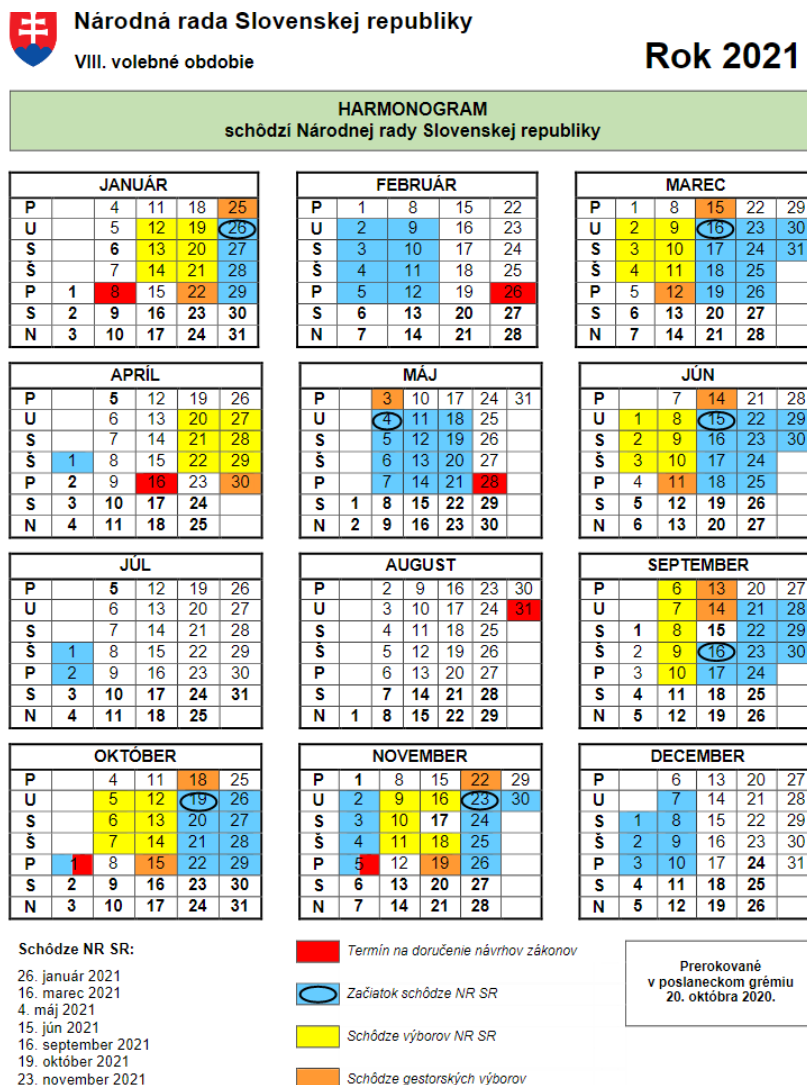 Národná rada Slovenskej republiky
VIII. volebné obdobie
Rok 2021
HARMONOGRAM
schôdzí Národnej rady Slovenskej republiky
JANUÁR
P 4 11 18 25
U 5 12 19 26
S 6 13 20 27
Š 7 14 21 28
P 1 8 15 22 29
S 2 9 16 23 30
N 3 10 17 24 31
FEBRUÁR
P 1 8 15 22
U 2 9 16 23
S 3 10 17 24
Š 4 11 18 25
P 5 12 19 26
S 6 13 20 27
N 7 14 21 28
MAREC
P 1 8 15 22 29
U 2 9 16 23 30
S 3 10 17 24 31
Š 4 11 18 25
P 5 12 19 26
S 6 13 20 27
N 7 14 21 28
APRÍL
P 5 12 19 26
U 6 13 20 27
S 7 14 21 28
Š 1 8 15 22 29
P 2 9 16 23 30
S 3 10 17 24
N 4 11 18 25
MÁJ
P 3 10 17 24 31
U 4 11 18 25
S 5 12 19 26
Š 6 13 20 27
P 7 14 21 28
S 1 8 15 22 29
N 2 9 16 23 30
JÚN
P 7 14 21 28
U 1 8 15 22 29
S 2 9 16 23 30
Š 3 10 17 24
P 4 11 18 25
S 5 12 19 26
N 6 13 20 27
JÚL
P 5 12 19 26
U 6 13 20 27
S 7 14 21 28
Š 1 8 15 22 29
P 2 9 16 23 30
S 3 10 17 24 31
N 4 11 18 25
AUGUST
P 2 9 16 23 30
U 3 10 17 24 31
S 4 11 18 25
Š 5 12 19 26
P 6 13 20 27
S 7 14 21 28
N 1 8 15 22 29
SEPTEMBER
P 6 13 20 27
U 7 14 21 28
S 1 8 15 22 29
Š 2 9 16 23 30
P 3 10 17 24
S 4 11 18 25
N 5 12 19 26
OKTÓBER
P 4 11 18 25
U 5 12 19 26
S 6 13 20 27
Š 7 14 21 28
P 1 8 15 22 29
S 2 9 16 23 30
N 3 10 17 24 31
NOVEMBER
P 1 8 15 22 29
U 2 9 16 23 30
S 3 10 17 24
Š 4 11 18 25
P 5 12 19 26
S 6 13 20 27
N 7 14 21 28
DECEMBER
P 6 13 20 27
U 7 14 21 28
S 1 8 15 22 29
Š 2 9 16 23 30
P 3 10 17 24 31
S 4 11 18 25
N 5 12 19 26
Schôdze NR SR:
26. január 2021
16. marec 2021
4. máj 2021
15. jún 2021
16. september 2021
19. október 2021
23. november 2021
Termín na doručenie návrhov zákonov
Začiatok schôdze NR SR
Schôdze výborov NR SR
Schôdze gestorských výborov
Prerokované
v poslaneckom grémiu
20. októbra 2020.